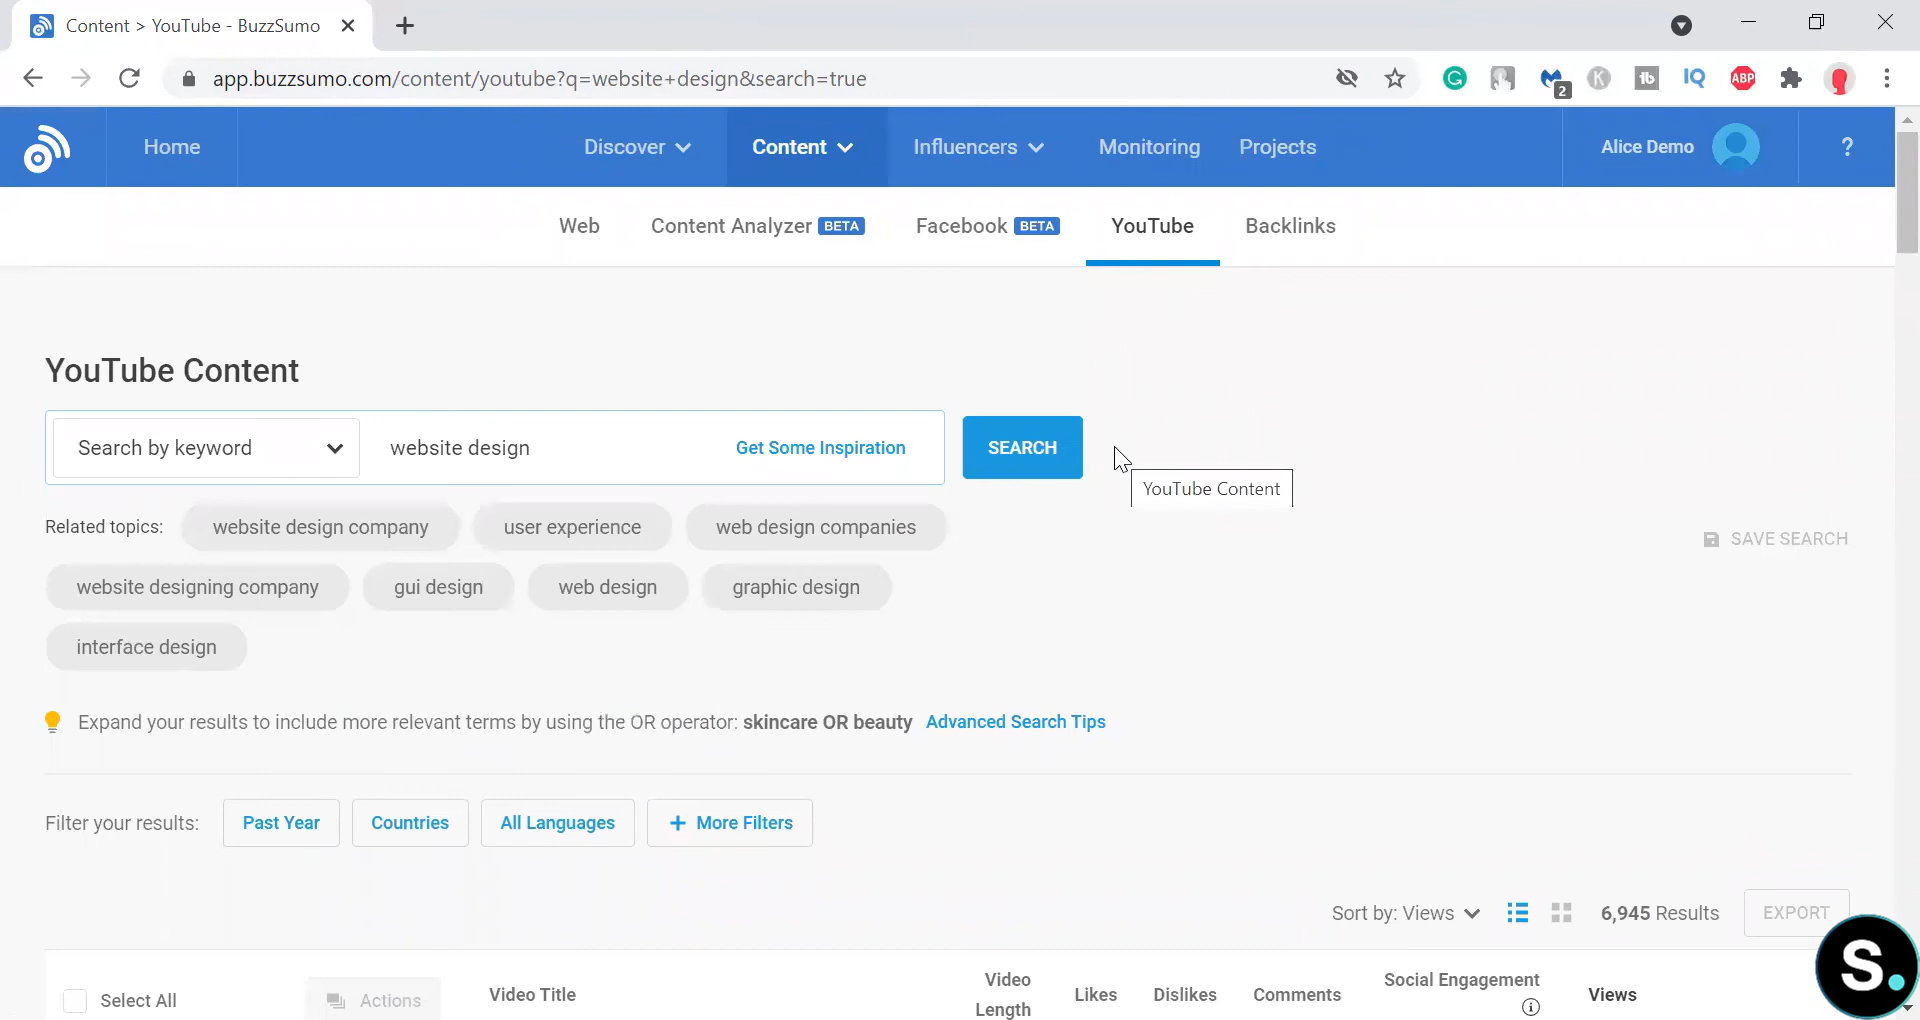 Content > YouTube - BuzzSumo
app.buzzsumo.com/content/youtube?q=website+design&search=true
G
2
K
tb
IQ
ABP
Home
Discover
Content
Influencers
Monitoring
Projects
Alice Demo
?
Web
Content Analyzer BETA
Facebook BETA
YouTube
Backlinks
YouTube Content
Search by keyword
website design
Get Some Inspiration
SEARCH
YouTube Content
Related topics:
website design company
user experience
web design companies
SAVE SEARCH
website designing company
gui design
web design
graphic design
interface design
Expand your results to include more relevant terms by using the OR operator: skincare OR beauty Advanced Search Tips
Filter your results:
Past Year
Countries
All Languages
+ More Filters
Sort by: Views
6,945 Results
EXPORT
S.
Select All
Actions
Video Title
Video
Length
Likes
Dislikes
Comments
Social Engagement
Views